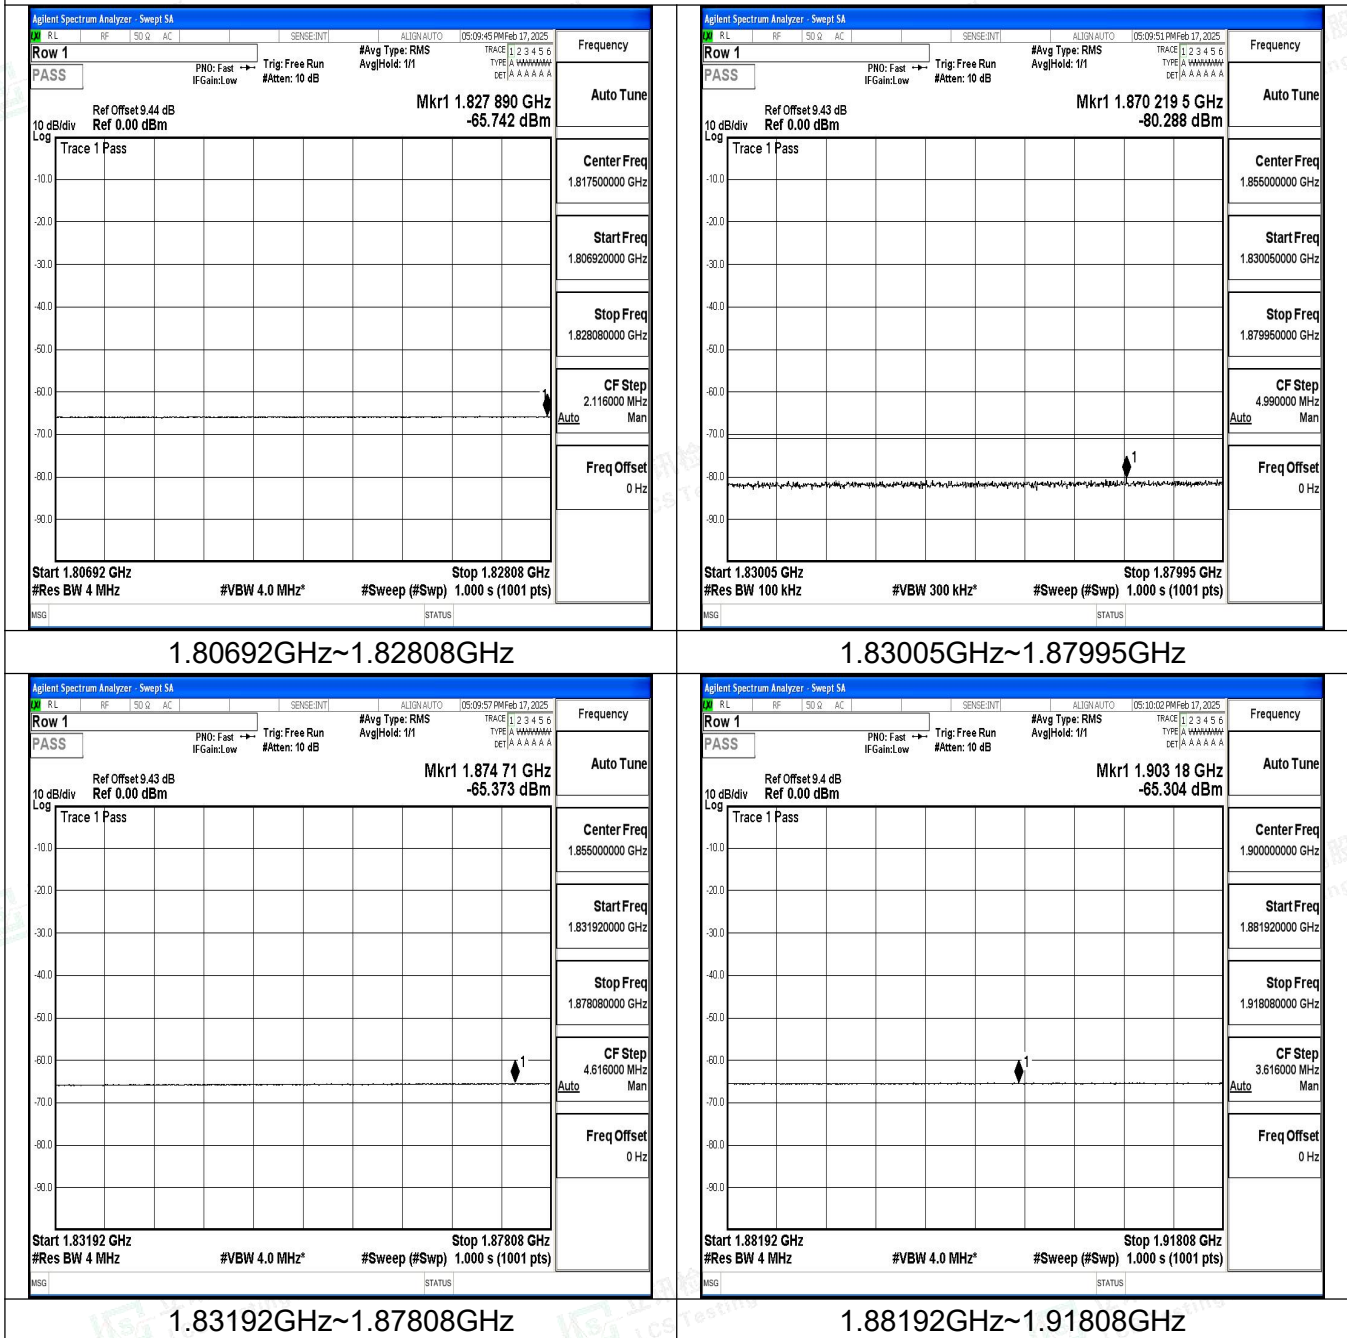 Agilent Spectrum Analyzer - Swept SA
LXI RL RF 50 Ω AC SENSE:INT ALIGN AUTO 05:09:45 PM Feb 17, 2025
Row 1
PASS
PNO: Fast
IFGain:Low
Trig: Free Run
#Atten: 10 dB
#Avg Type: RMS
Avg|Hold: 1/1
TRACE 1 2 3 4 5 6
TYPE A WWWWW
DET A A A A A A
Mkr1 1.827 890 GHz
-65.742 dBm
Ref Offset 9.44 dB
10 dB/div Ref 0.00 dBm
Log
Trace 1 Pass
-10.0
-20.0
-30.0
-40.0
-50.0
-60.0
-70.0
-80.0
-90.0
1
Start 1.80692 GHz Stop 1.82808 GHz
#Res BW 4 MHz #VBW 4.0 MHz* #Sweep (#Swp) 1.000 s (1001 pts)
MSG STATUS
Frequency
Auto Tune
Center Freq
1.817500000 GHz
Start Freq
1.806920000 GHz
Stop Freq
1.828080000 GHz
CF Step
2.116000 MHz
Auto Man
Freq Offset
0 Hz
1.80692GHz~1.82808GHz
Agilent Spectrum Analyzer - Swept SA
LXI RL RF 50 Ω AC SENSE:INT ALIGN AUTO 05:09:51 PM Feb 17, 2025
Row 1
PASS
PNO: Fast
IFGain:Low
Trig: Free Run
#Atten: 10 dB
#Avg Type: RMS
Avg|Hold: 1/1
TRACE 1 2 3 4 5 6
TYPE A WWWWW
DET A A A A A A
Mkr1 1.870 219 5 GHz
-80.288 dBm
Ref Offset 9.43 dB
10 dB/div Ref 0.00 dBm
Log
Trace 1 Pass
-10.0
-20.0
-30.0
-40.0
-50.0
-60.0
-70.0
-80.0
-90.0
1
Start 1.83005 GHz Stop 1.87995 GHz
#Res BW 100 kHz #VBW 300 kHz* #Sweep (#Swp) 1.000 s (1001 pts)
MSG STATUS
Frequency
Auto Tune
Center Freq
1.855000000 GHz
Start Freq
1.830050000 GHz
Stop Freq
1.879950000 GHz
CF Step
4.990000 MHz
Auto Man
Freq Offset
0 Hz
1.83005GHz~1.87995GHz
Agilent Spectrum Analyzer - Swept SA
LXI RL RF 50 Ω AC SENSE:INT ALIGN AUTO 05:09:57 PM Feb 17, 2025
Row 1
PASS
PNO: Fast
IFGain:Low
Trig: Free Run
#Atten: 10 dB
#Avg Type: RMS
Avg|Hold: 1/1
TRACE 1 2 3 4 5 6
TYPE A WWWWW
DET A A A A A A
Mkr1 1.874 71 GHz
-65.373 dBm
Ref Offset 9.43 dB
10 dB/div Ref 0.00 dBm
Log
Trace 1 Pass
-10.0
-20.0
-30.0
-40.0
-50.0
-60.0
-70.0
-80.0
-90.0
1
Start 1.83192 GHz Stop 1.87808 GHz
#Res BW 4 MHz #VBW 4.0 MHz* #Sweep (#Swp) 1.000 s (1001 pts)
MSG STATUS
Frequency
Auto Tune
Center Freq
1.855000000 GHz
Start Freq
1.831920000 GHz
Stop Freq
1.878080000 GHz
CF Step
4.616000 MHz
Auto Man
Freq Offset
0 Hz
1.83192GHz~1.87808GHz
Agilent Spectrum Analyzer - Swept SA
LXI RL RF 50 Ω AC SENSE:INT ALIGN AUTO 05:10:02 PM Feb 17, 2025
Row 1
PASS
PNO: Fast
IFGain:Low
Trig: Free Run
#Atten: 10 dB
#Avg Type: RMS
Avg|Hold: 1/1
TRACE 1 2 3 4 5 6
TYPE A WWWWW
DET A A A A A A
Mkr1 1.903 18 GHz
-65.304 dBm
Ref Offset 9.4 dB
10 dB/div Ref 0.00 dBm
Log
Trace 1 Pass
-10.0
-20.0
-30.0
-40.0
-50.0
-60.0
-70.0
-80.0
-90.0
1
Start 1.88192 GHz Stop 1.91808 GHz
#Res BW 4 MHz #VBW 4.0 MHz* #Sweep (#Swp) 1.000 s (1001 pts)
MSG STATUS
Frequency
Auto Tune
Center Freq
1.900000000 GHz
Start Freq
1.881920000 GHz
Stop Freq
1.918080000 GHz
CF Step
3.616000 MHz
Auto Man
Freq Offset
0 Hz
1.88192GHz~1.91808GHz